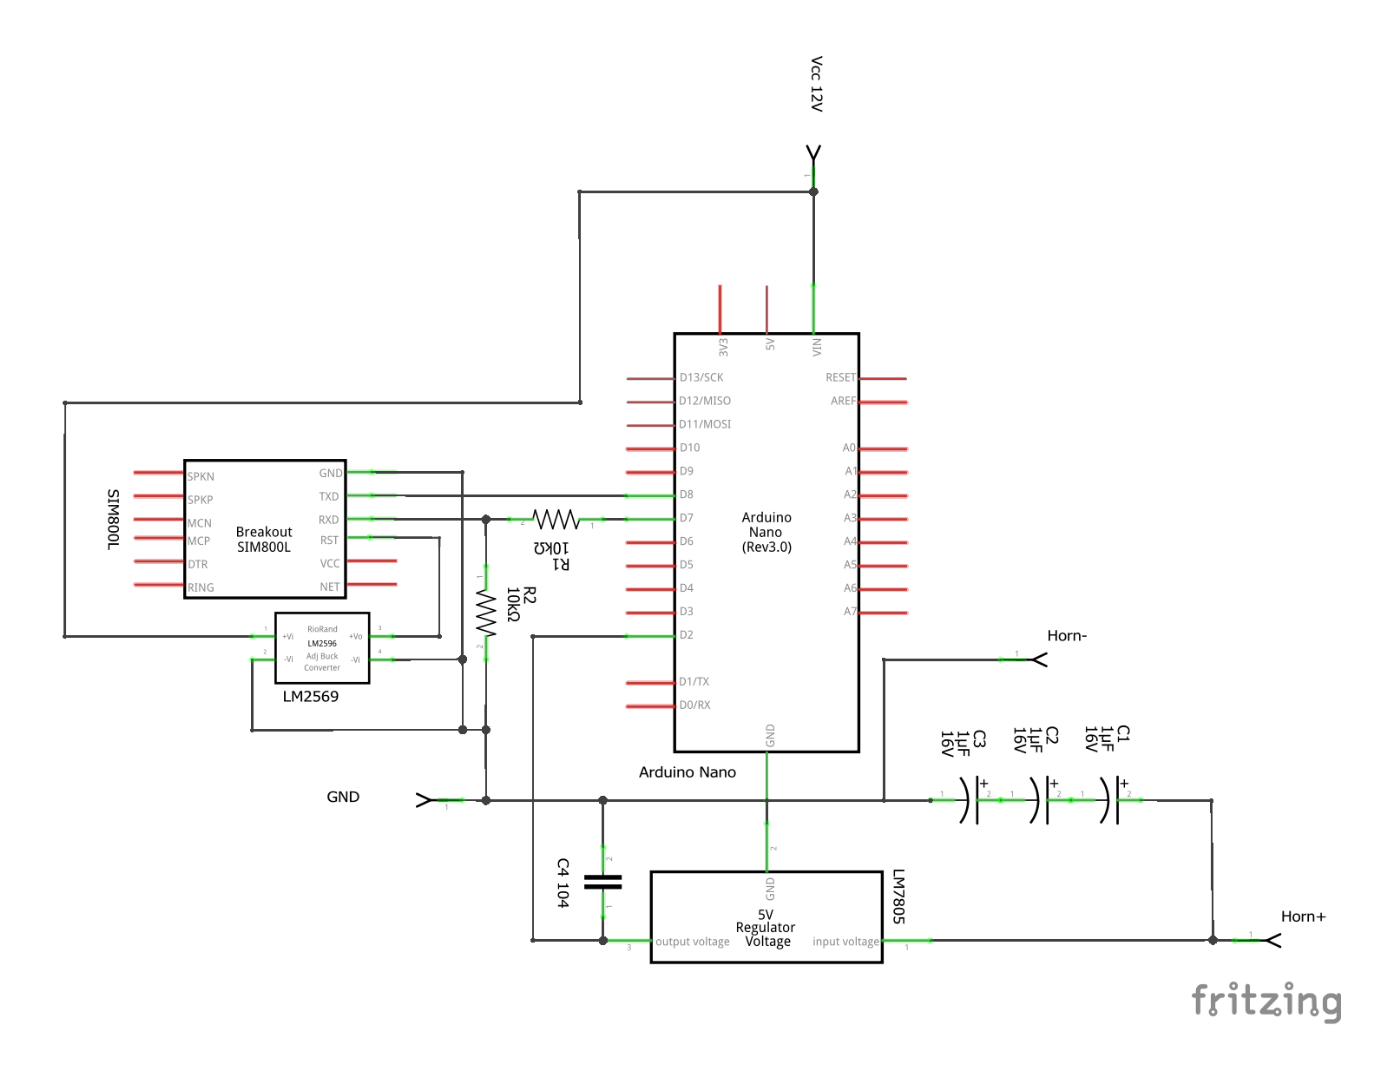 Vcc 12V
1
3V3
5V
VIN
D13/SCK
RESET
D12/MISO
AREF
D11/MOSI
D10
A0
D9
A1
D8
A2
D7
A3
D6
A4
D5
A5
D4
A6
D3
A7
D2
D1/TX
D0/RX
GND
Arduino
Nano
(Rev3.0)
Arduino Nano
SIM800L
SPKN
GND
SPKP
TXD
MCN
RXD
MCP
RST
DTR
VCC
RING
NET
Breakout
SIM800L
2
1
R1
10kΩ
1
R2
10kΩ
2
1
+Vi
RioRand
+Vo
3
LM2596
2
-Vi
Adj Buck
-Vi
4
Converter
LM2569
Horn-
1
C3
1μF
16V
C2
1μF
16V
C1
1μF
16V
1
+
2
1
+
2
1
+
2
GND
1
C4 104
2
1
2
LM7805
GND
5V
Regulator
Voltage
output voltage
input voltage
3
1
Horn+
1
fritzing